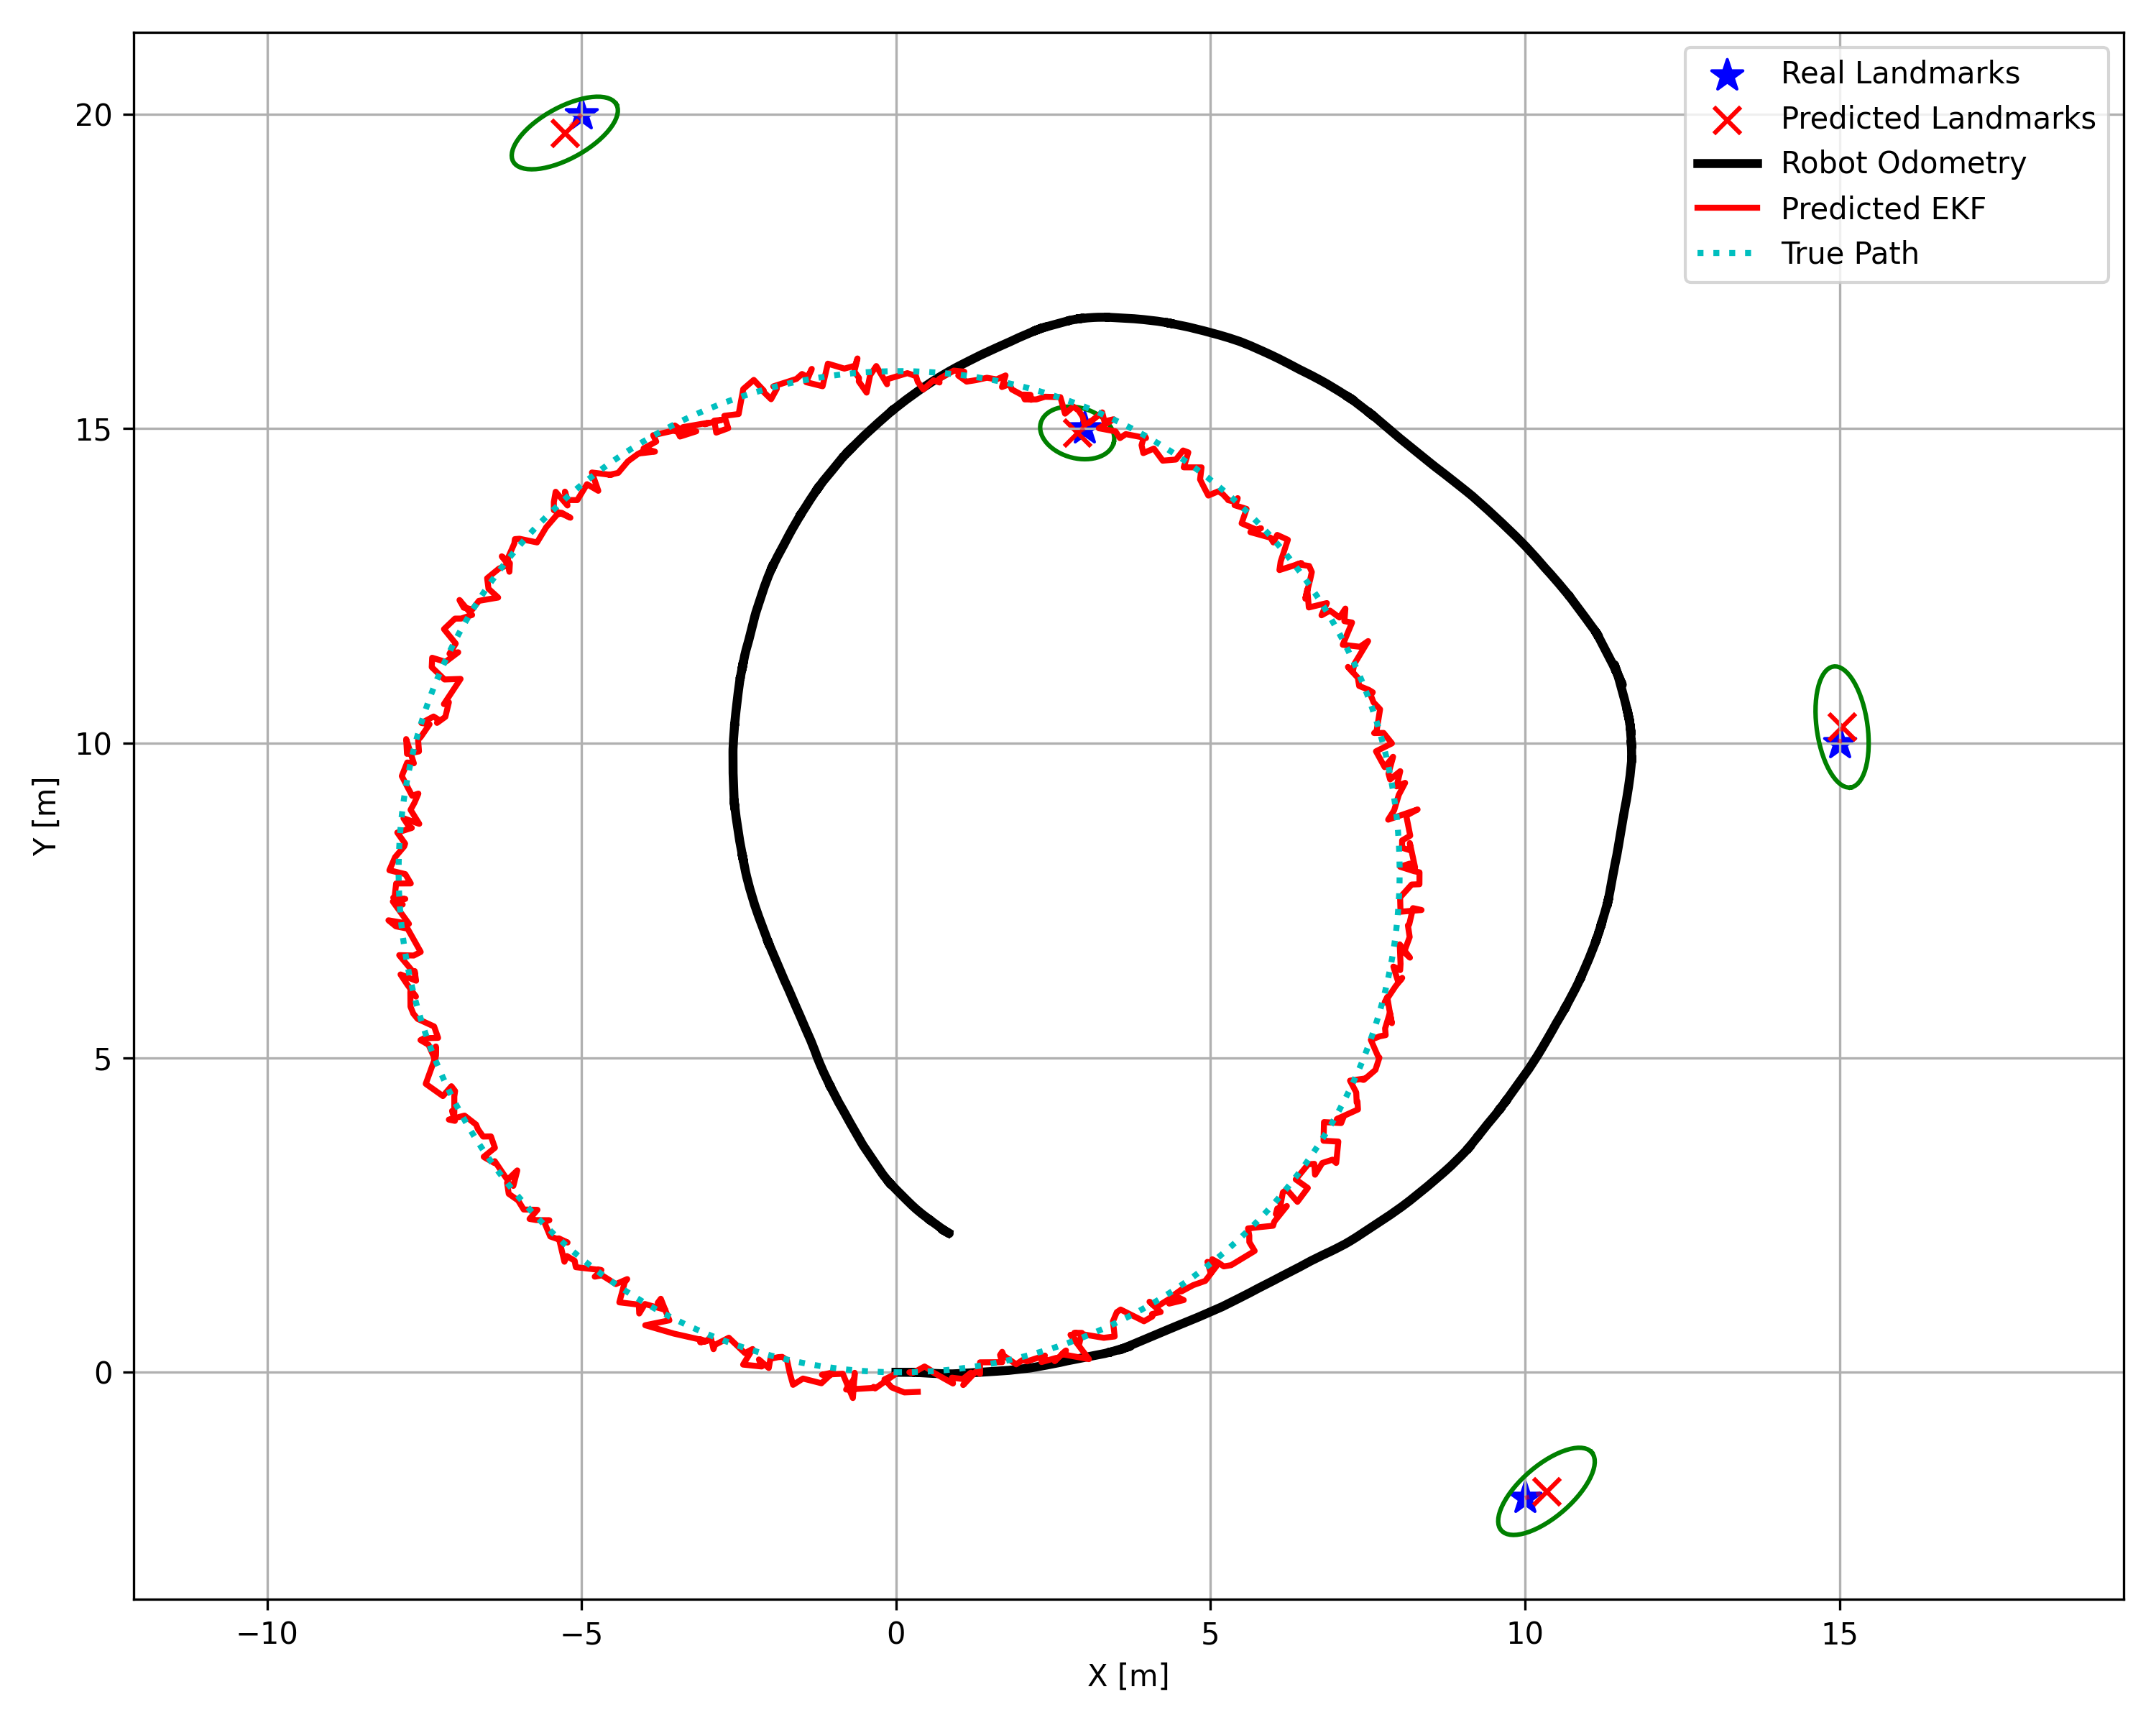 Real Landmarks
Predicted Landmarks
Robot Odometry
Predicted EKF
True Path
20
15
10
5
0
Y [m]
−10
−5
0
5
10
15
X [m]